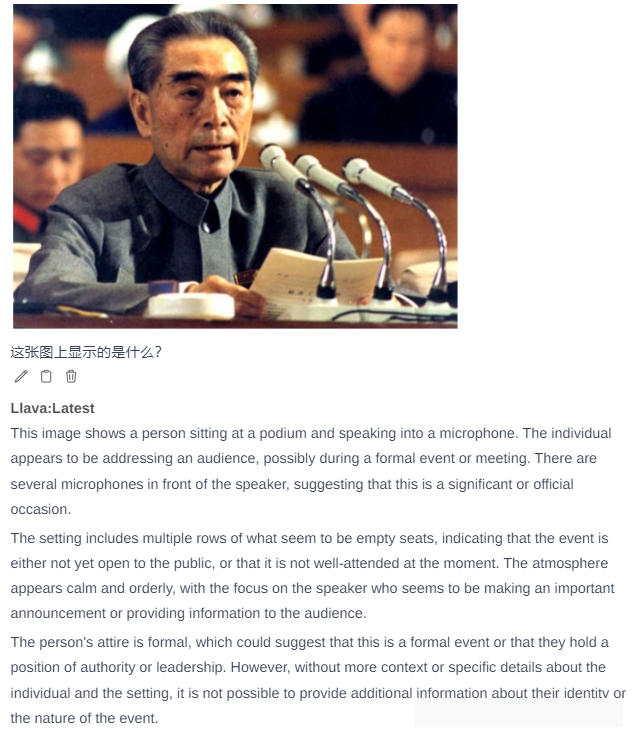 这张图上显示的是什么?
Llava:Latest
This image shows a person sitting at a podium and speaking into a microphone. The individual
appears to be addressing an audience, possibly during a formal event or meeting. There are
several microphones in front of the speaker, suggesting that this is a significant or official
occasion.
The setting includes multiple rows of what seem to be empty seats, indicating that the event is
either not yet open to the public, or that it is not well-attended at the moment. The atmosphere
appears calm and orderly, with the focus on the speaker who seems to be making an important
announcement or providing information to the audience.
The person's attire is formal, which could suggest that this is a formal event or that they hold a
position of authority or leadership. However, without more context or specific details about the
individual and the setting, it is not possible to provide additional information about their identity or
the nature of the event.